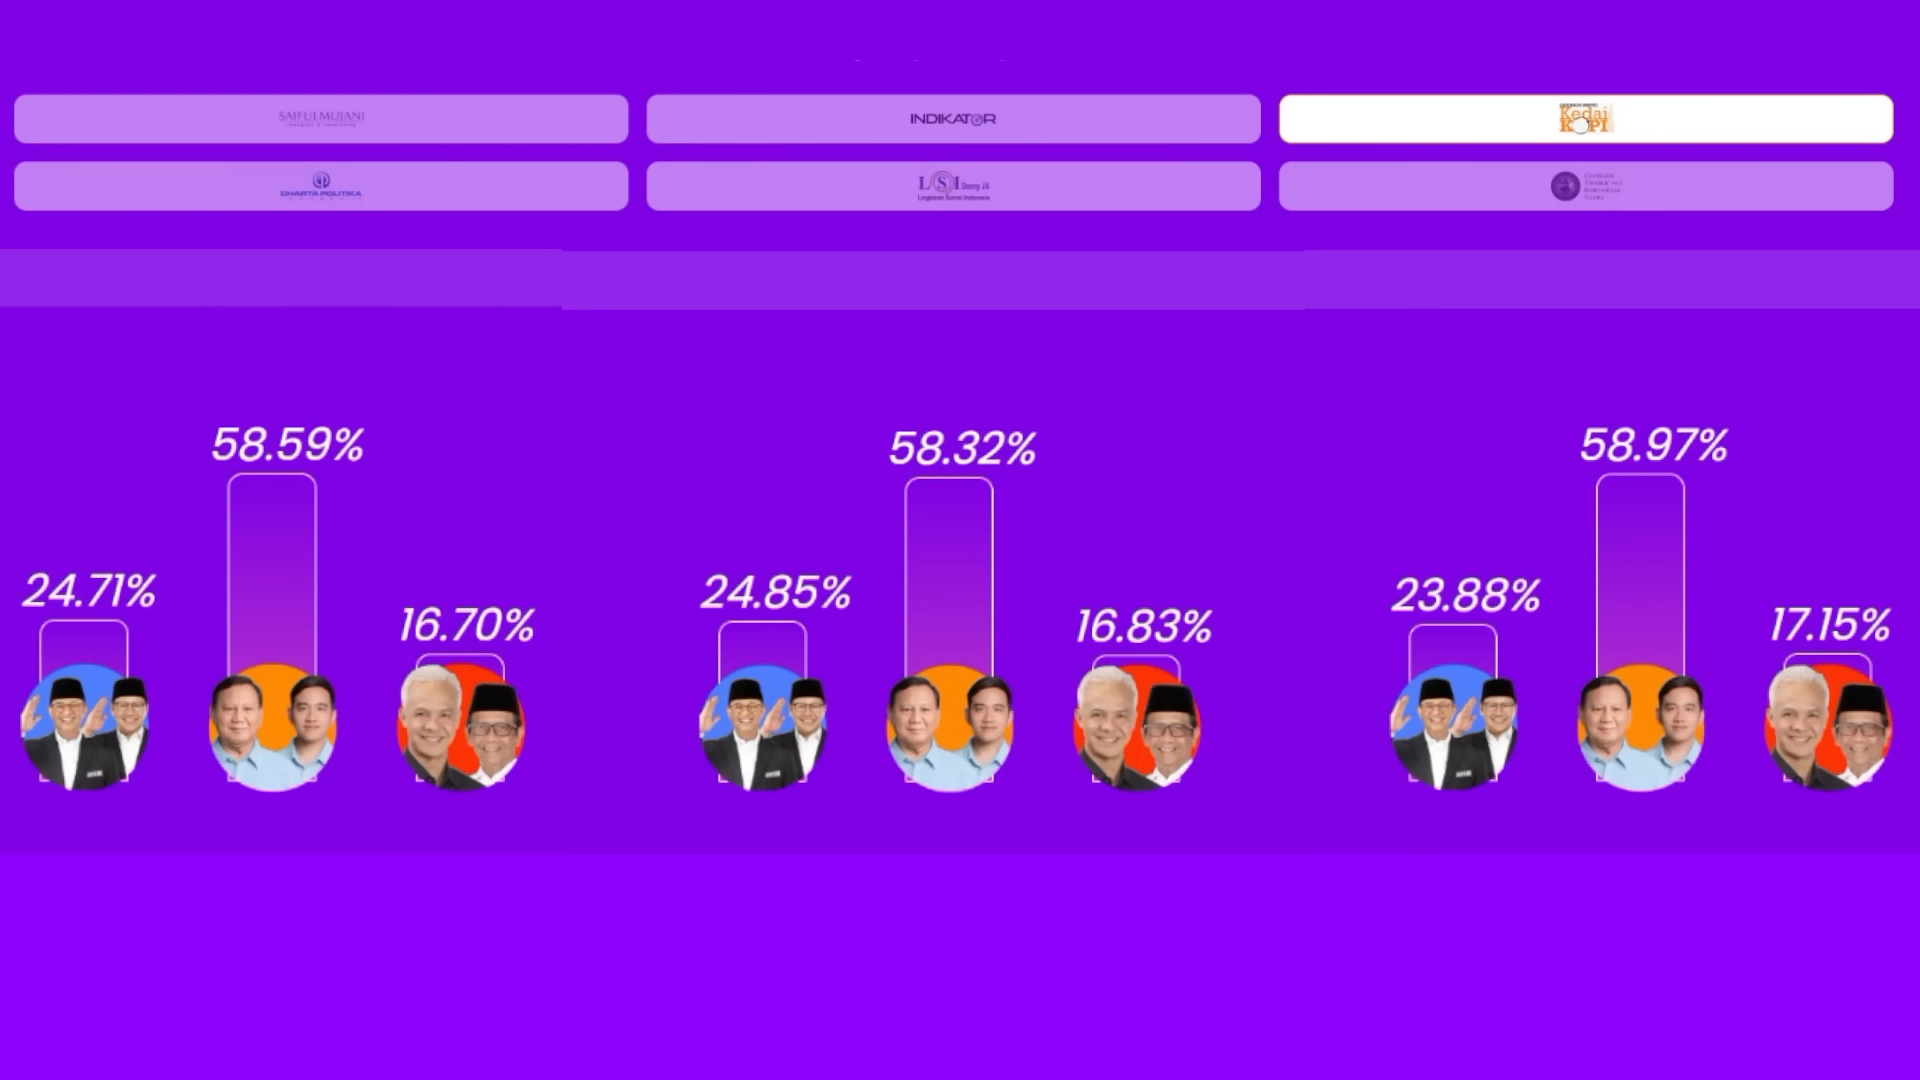 SAIFULMUJANI
INDIKATOR
Kedai
KOPI
CHARTA POLITIKA
LSI Denny JA
Lingkaran Survei Indonesia
58.59%
58.32%
58.97%
24.71%
24.85%
23.88%
16.70%
16.83%
17.15%